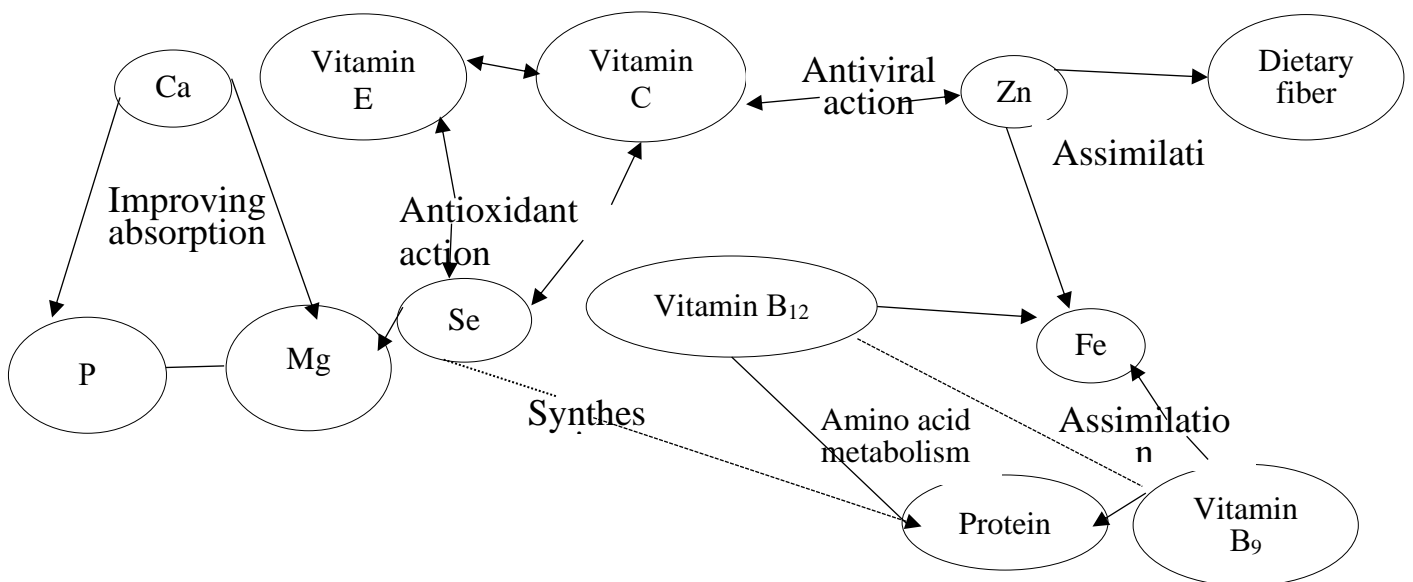 Ca
Vitamin
E
Vitamin
C
Antiviral
action
Zn
Dietary
fiber
Assimilati
Improving
absorption
Antioxidant
action
Se
Vitamin B₁₂
Fe
P
Mg
Synthes
Amino acid
metabolism
Assimilatio
n
Protein
Vitamin
B₉